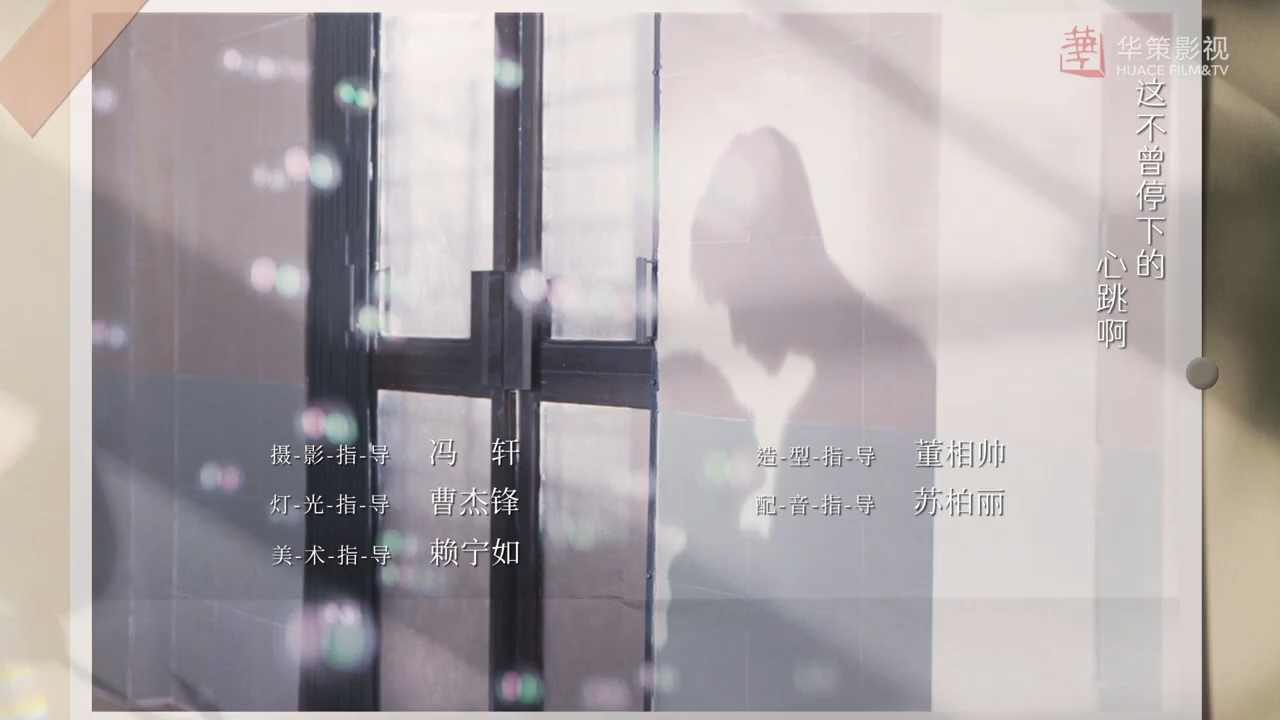 華
华策影视
HUACE FILM&TV
这不曾停下的
心跳啊
摄-影-指-导 冯 轩
灯-光-指-导 曹杰锋
美-术-指-导 赖宁如
造-型-指-导 董相帅
配-音-指-导 苏柏丽